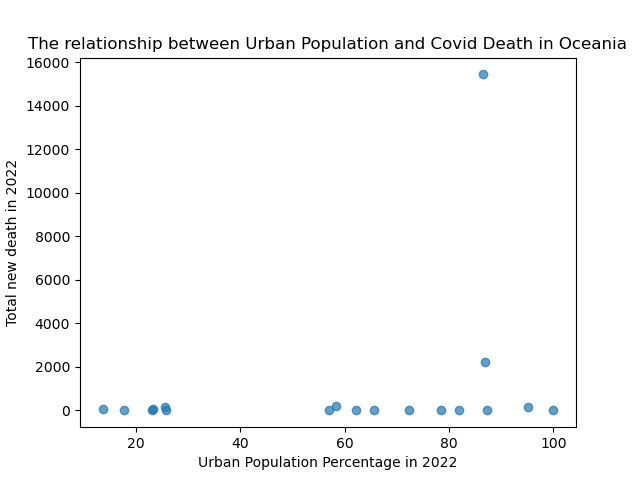 The relationship between Urban Population and Covid Death in Oceania
16000
14000
12000
10000
8000
6000
4000
2000
0
Total new death in 2022
20 40 60 80 100
Urban Population Percentage in 2022